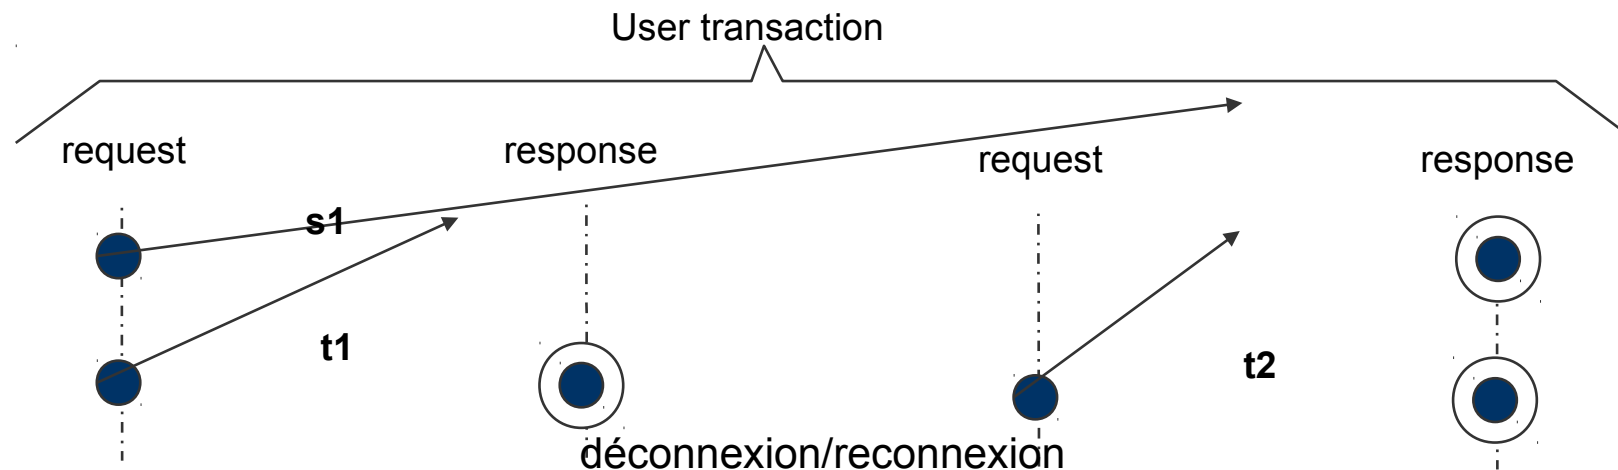 User transaction
request
response
request
response
s1
t1
t2
déconnexion/reconnexion